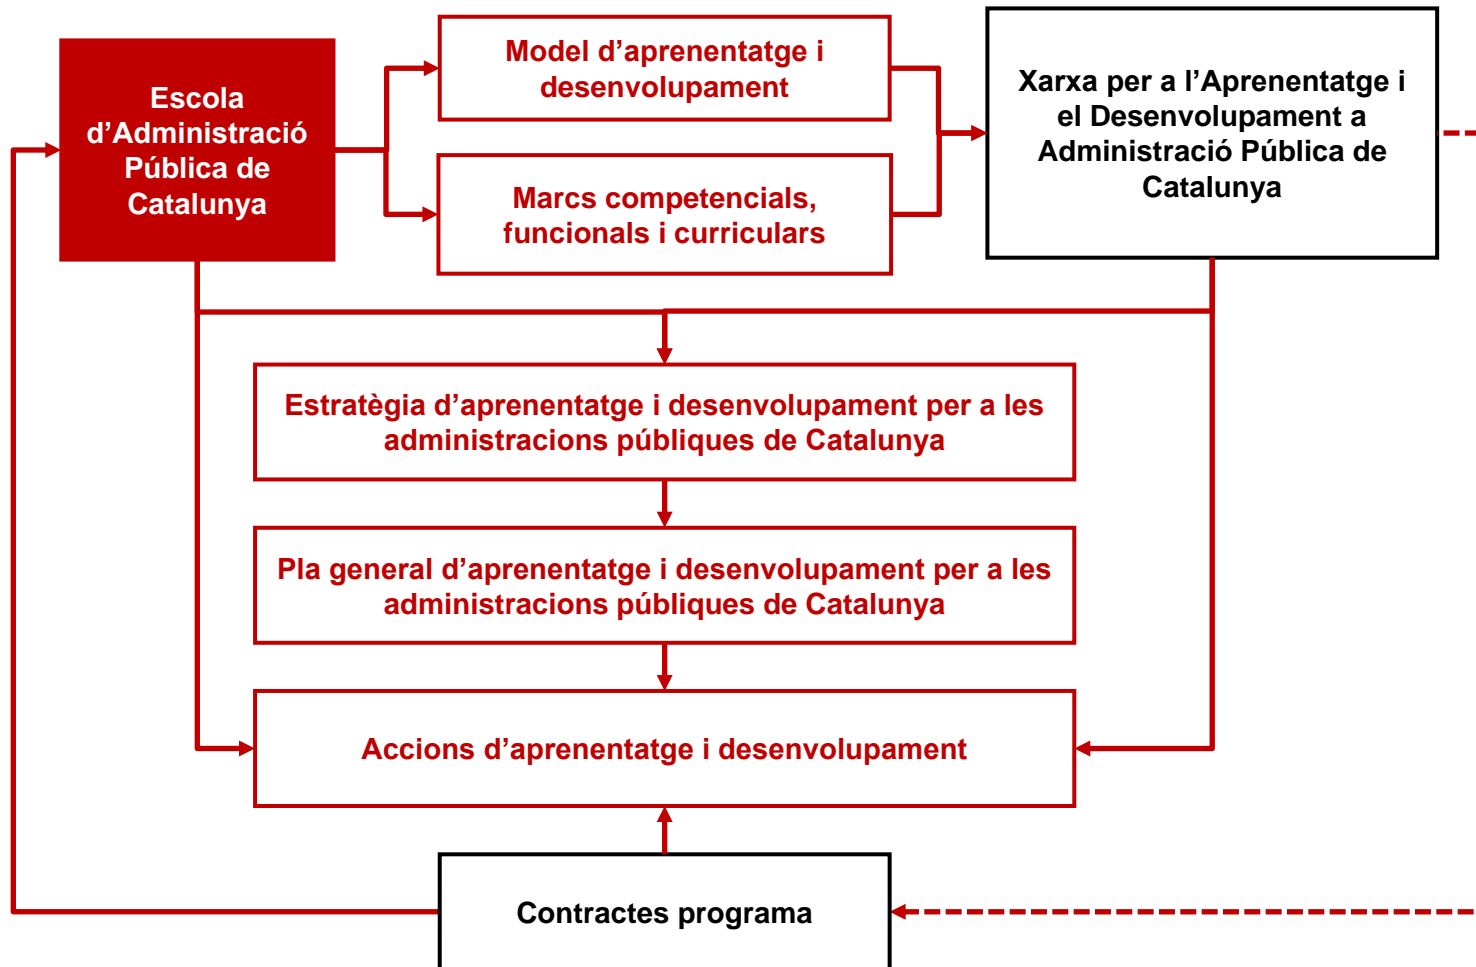 Escola
d’Administració
Pública de
Catalunya
Model d’aprenentatge i
desenvolupament
Marcs competencials,
funcionals i curriculars
Xarxa per a l’Aprenentatge i
el Desenvolupament a
Administració Pública de
Catalunya
Estratègia d’aprenentatge i desenvolupament per a les
administracions públiques de Catalunya
Pla general d’aprenentatge i desenvolupament per a les
administracions públiques de Catalunya
Accions d’aprenentatge i desenvolupament
Contractes programa